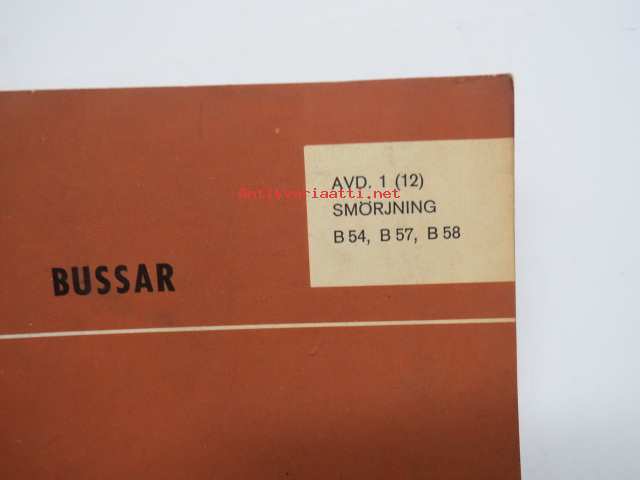 AVD. 1 (12)
Antikvariaatti.net
SMÖRJNING
B 54, B 57, B 58
BUSSAR